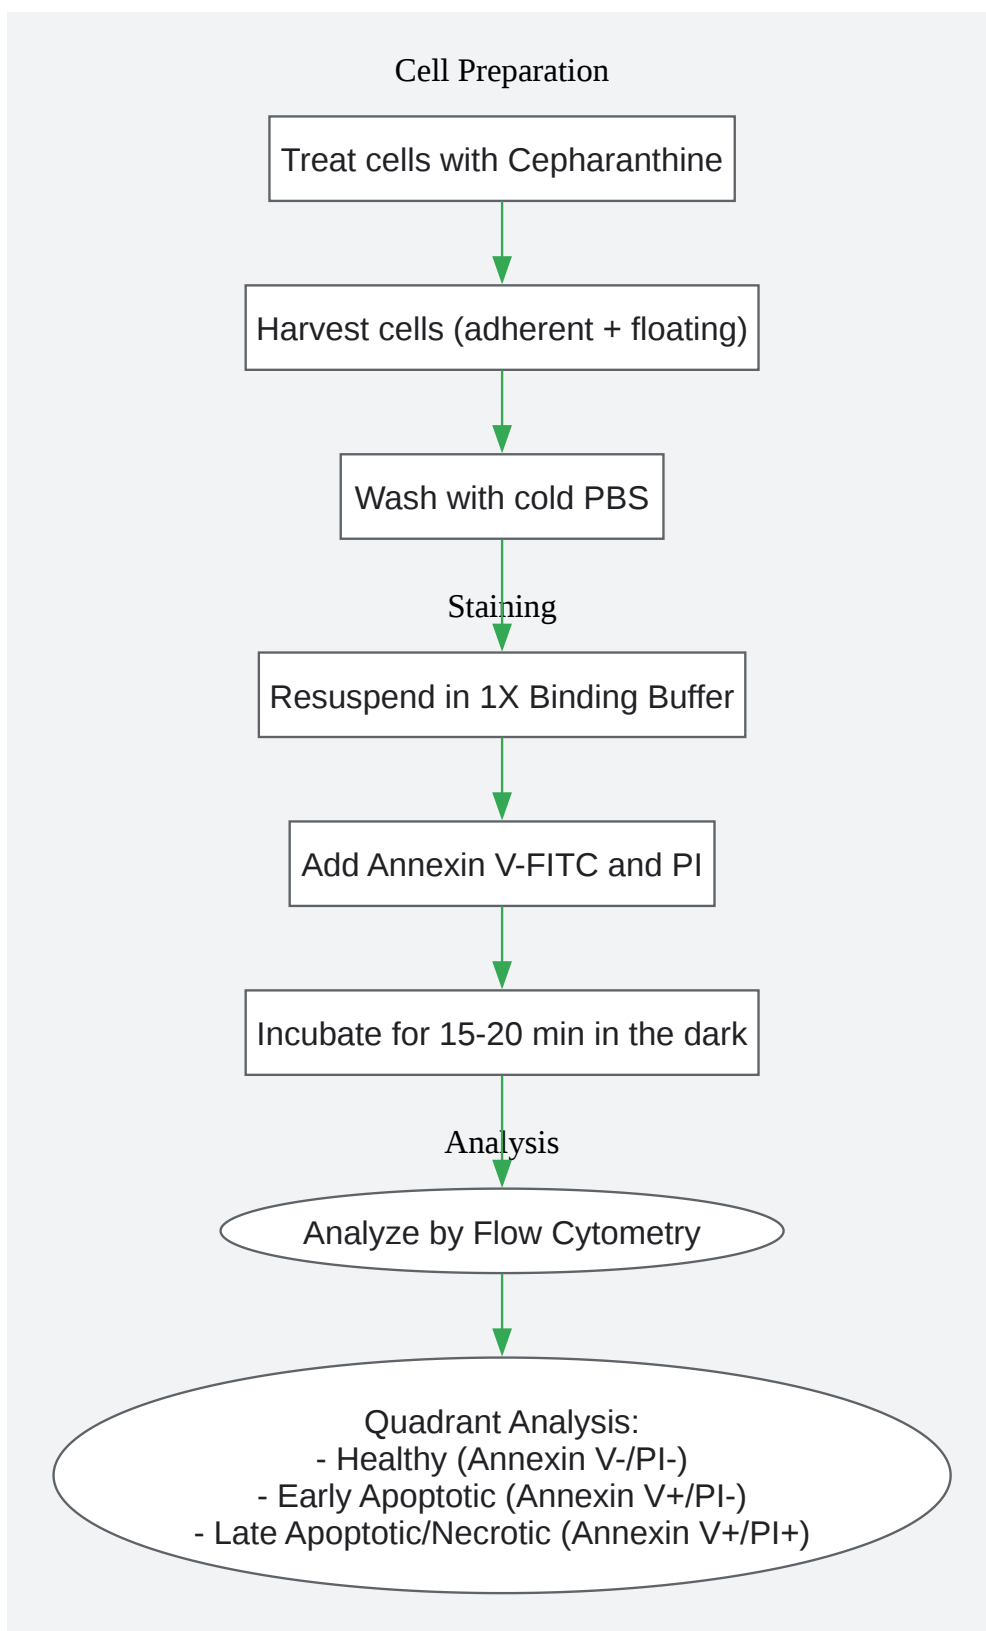 Cell Preparation
Treat cells with Cepharanthine
Harvest cells (adherent + floating)
Wash with cold PBS
Staining
Resuspend in 1X Binding Buffer
Add Annexin V-FITC and PI
Incubate for 15-20 min in the dark
Analysis
Analyze by Flow Cytometry
Quadrant Analysis:
- Healthy (Annexin V-/PI-)
- Early Apoptotic (Annexin V+/PI-)
- Late Apoptotic/Necrotic (Annexin V+/PI+)